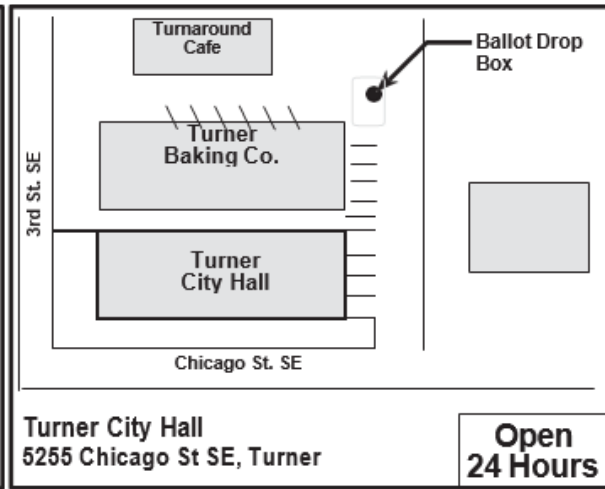 Turnaround
Cafe
Ballot Drop
Box
Turner
Baking Co.
3rd St. SE
Turner
City Hall
Chicago St. SE
Turner City Hall
5255 Chicago St SE, Turner
Open
24 Hours